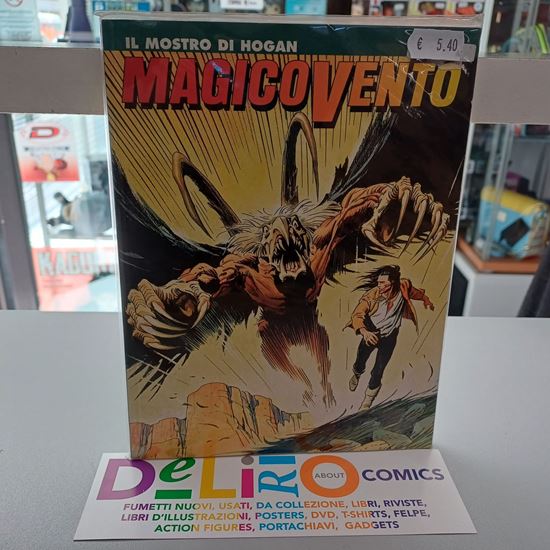 IL MOSTRO DI HOGAN
€ 5.40
MAGICO VENTO
DeLiRiO ABOUT COMICS
FUMETTI NUOVI, USATI, DA COLLEZIONE, LIBRI, RIVISTE,
LIBRI D'ILLUSTRAZIONI, POSTERS, DVD, T-SHIRTS, FELPE,
ACTION FIGURES, PORTACHIAVI, GADGETS